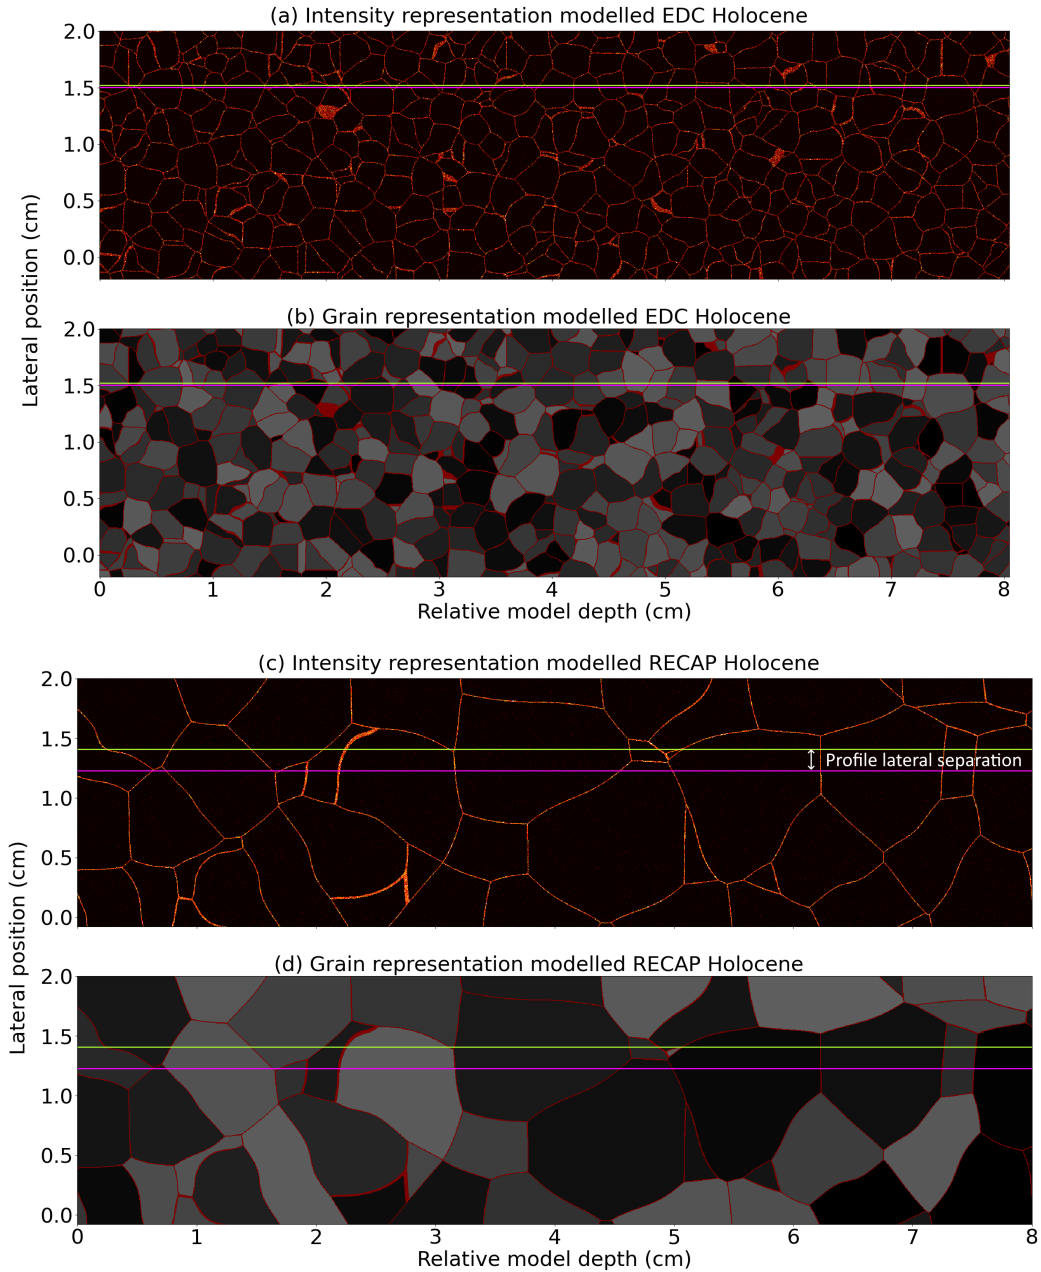 (a) Intensity representation modelled EDC Holocene
2.0
1.5
1.0
0.5
0.0
Lateral position (cm)
(b) Grain representation modelled EDC Holocene
2.0
1.5
1.0
0.5
0.0
0 1 2 3 4 5 6 7 8
Relative model depth (cm)
(c) Intensity representation modelled RECAP Holocene
2.0
1.5
Profile lateral separation
1.0
0.5
0.0
Lateral position (cm)
(d) Grain representation modelled RECAP Holocene
2.0
1.5
1.0
0.5
0.0
0 1 2 3 4 5 6 7 8
Relative model depth (cm)